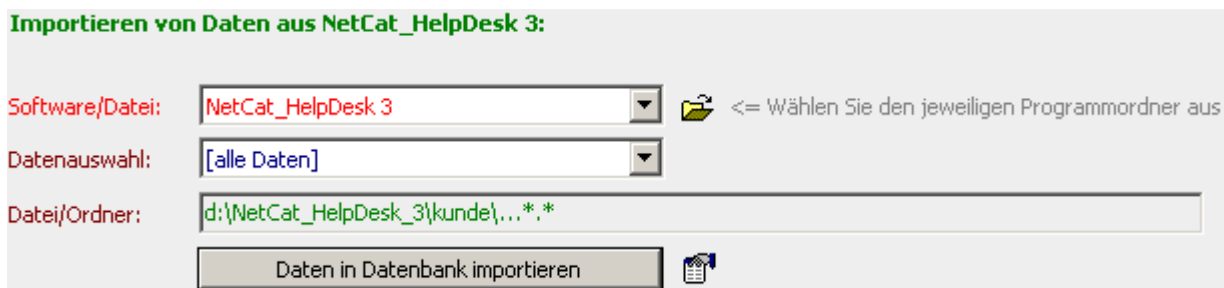 Importieren von Daten aus NetCat_HelpDesk 3:
Software/Datei: NetCat_HelpDesk 3 <= Wählen Sie den jeweiligen Programmordner aus
Datenauswahl: [alle Daten]
Datei/Ordner: d:\NetCat_HelpDesk_3\kunde\...*.*
Daten in Datenbank importieren